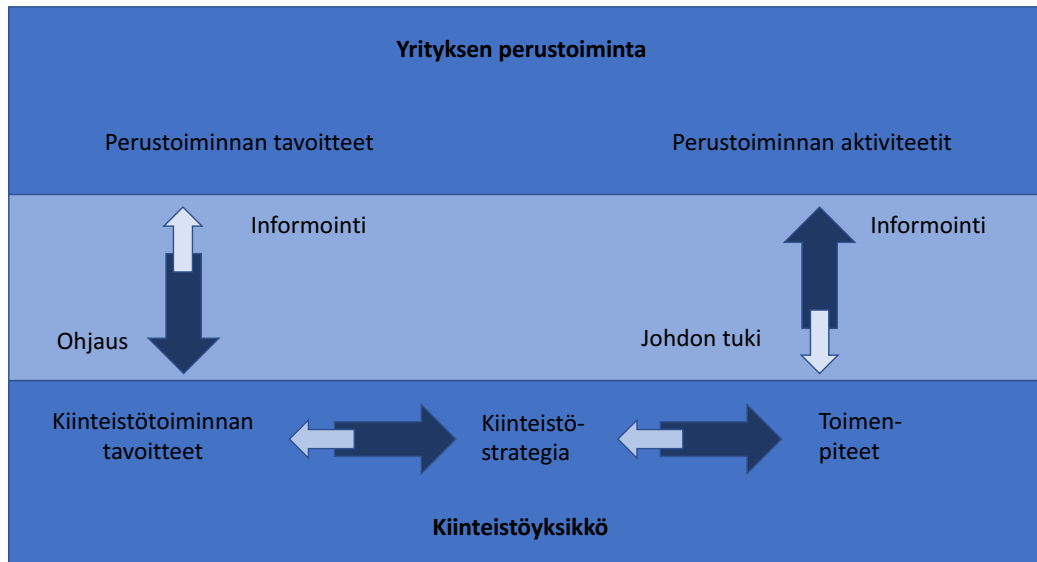 Yrityksen perustoiminta
Perustoiminnan tavoitteet
Perustoiminnan aktiviteetit
Informointi
Informointi
Ohjaus
Johdon tuki
Kiinteistötoiminnan
tavoitteet
Kiinteistö-
strategia
Toimen-
piteet
Kiinteistöyksikkö